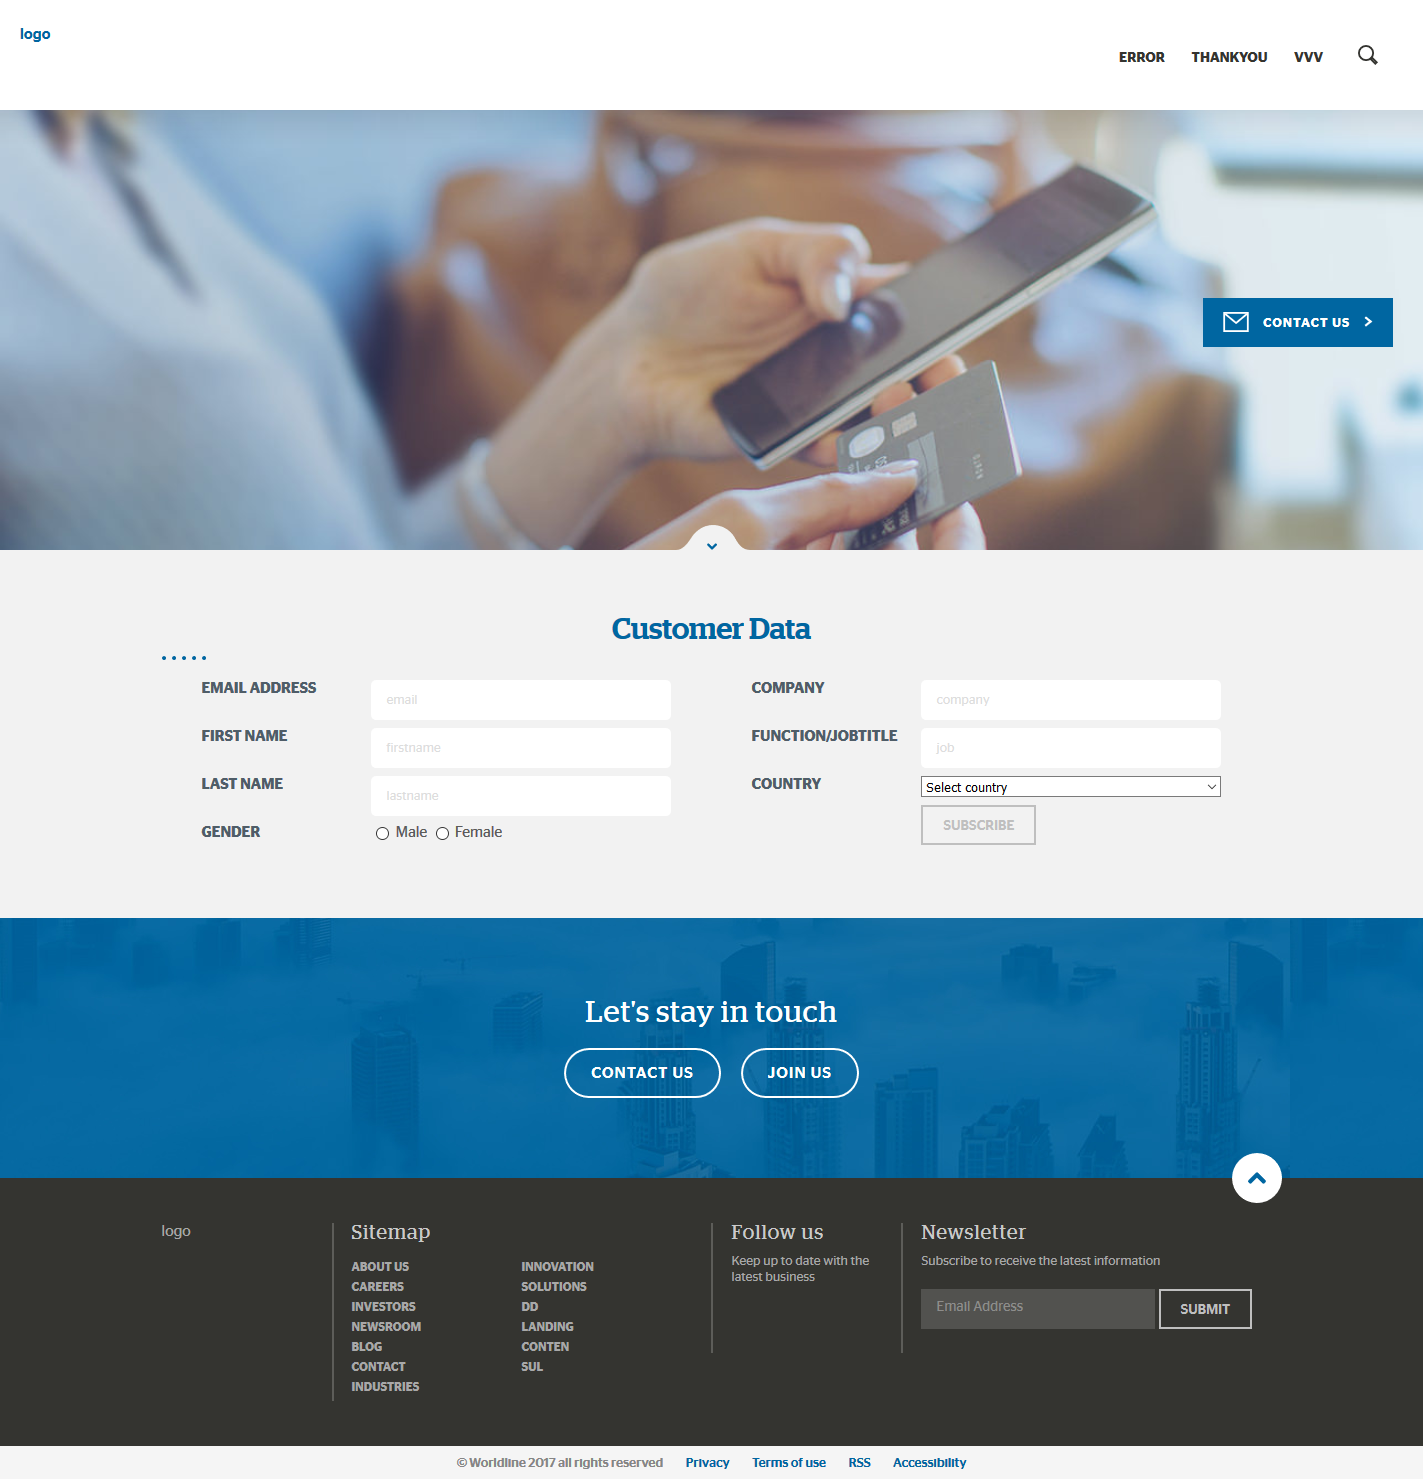 logo
ERROR THANKYOU VVV
CONTACT US
Customer Data
EMAIL ADDRESS email
FIRST NAME firstname
LAST NAME lastname
GENDER Male Female
COMPANY company
FUNCTION/JOBTITLE job
COUNTRY Select country
SUBSCRIBE
Let's stay in touch
CONTACT US JOIN US
logo
Sitemap
ABOUT US
CAREERS
INVESTORS
NEWSROOM
BLOG
CONTACT
INDUSTRIES
INNOVATION
SOLUTIONS
DD
LANDING
CONTEN
SUL
Follow us
Keep up to date with the
latest business
Newsletter
Subscribe to receive the latest information
Email Address SUBMIT
© Worldline 2017 all rights reserved Privacy Terms of use RSS Accessibility